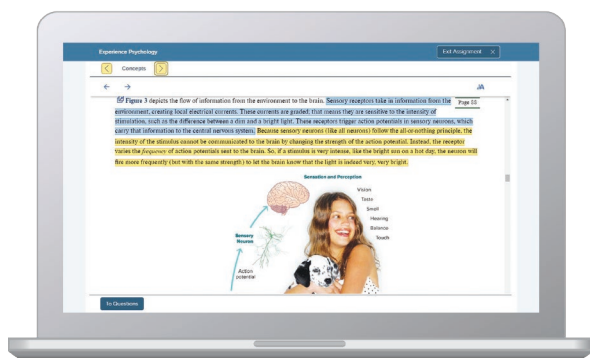 Experience Psychology
Exit Assignment X
Concepts
Figure 3 depicts the flow of information from the environment to the brain. Sensory receptors take in information from the
Page 83
environment, creating local electrical currents. These currents are graded; that means they are sensitive to the intensity of
stimulation, such as the difference between a dim and a bright light. These receptors trigger action potentials in sensory neurons, which
carry that information to the central nervous system. Because sensory neurons (like all neurons) follow the all-or-nothing principle, the
intensity of the stimulus cannot be communicated to the brain by changing the strength of the action potential. Instead, the receptor
varies the frequency of action potentials sent to the brain. So, if a stimulus is very intense, like the bright sun on a hot day, the neuron will
fire more frequently (but with the same strength) to let the brain know that the light is indeed very, very bright.
Sensation and Perception
Vision
Taste
Smell
Hearing
Balance
Touch
Sensory
Neuron
Action
potential
To Questions